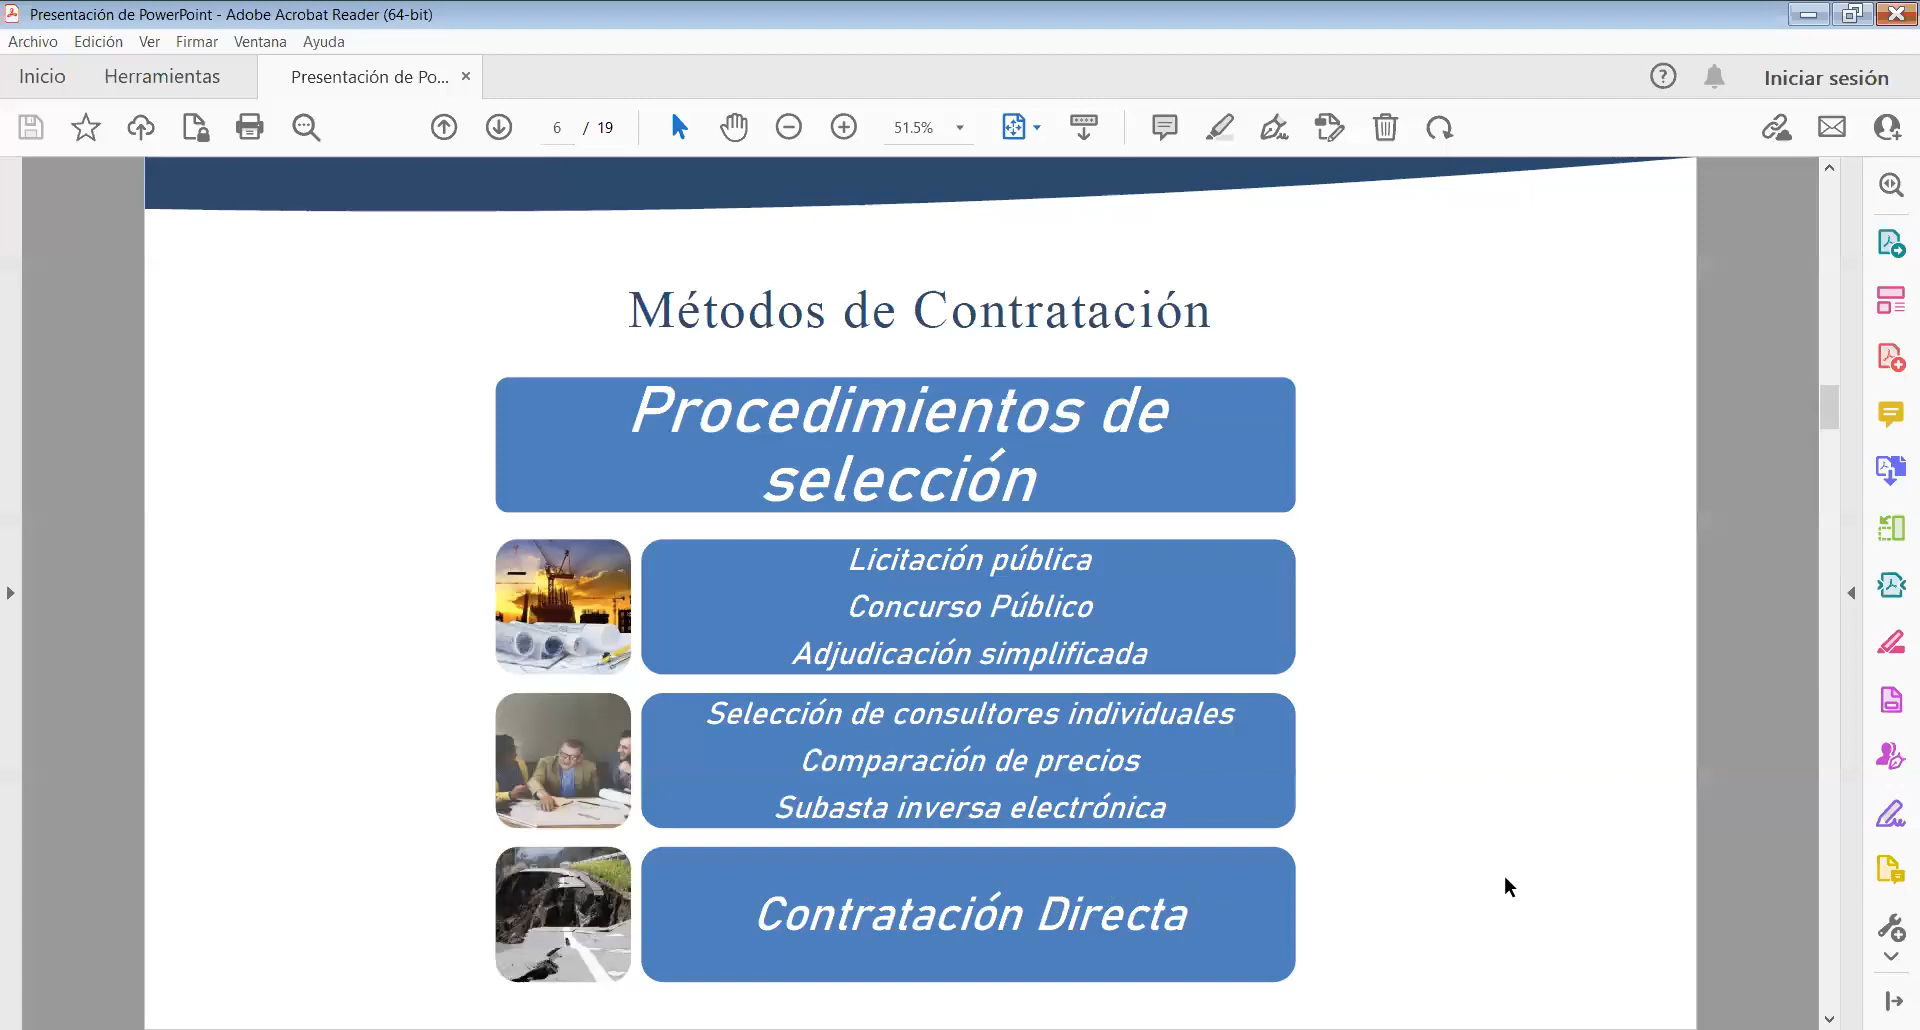 Presentación de PowerPoint - Adobe Acrobat Reader (64-bit)
Archivo Edición Ver Firmar Ventana Ayuda
Inicio Herramientas Presentación de Po... × Iniciar sesión
6 / 19 51.5%
Métodos de Contratación
Procedimientos de
selección
Licitación pública
Concurso Público
Adjudicación simplificada
Selección de consultores individuales
Comparación de precios
Subasta inversa electrónica
Contratación Directa